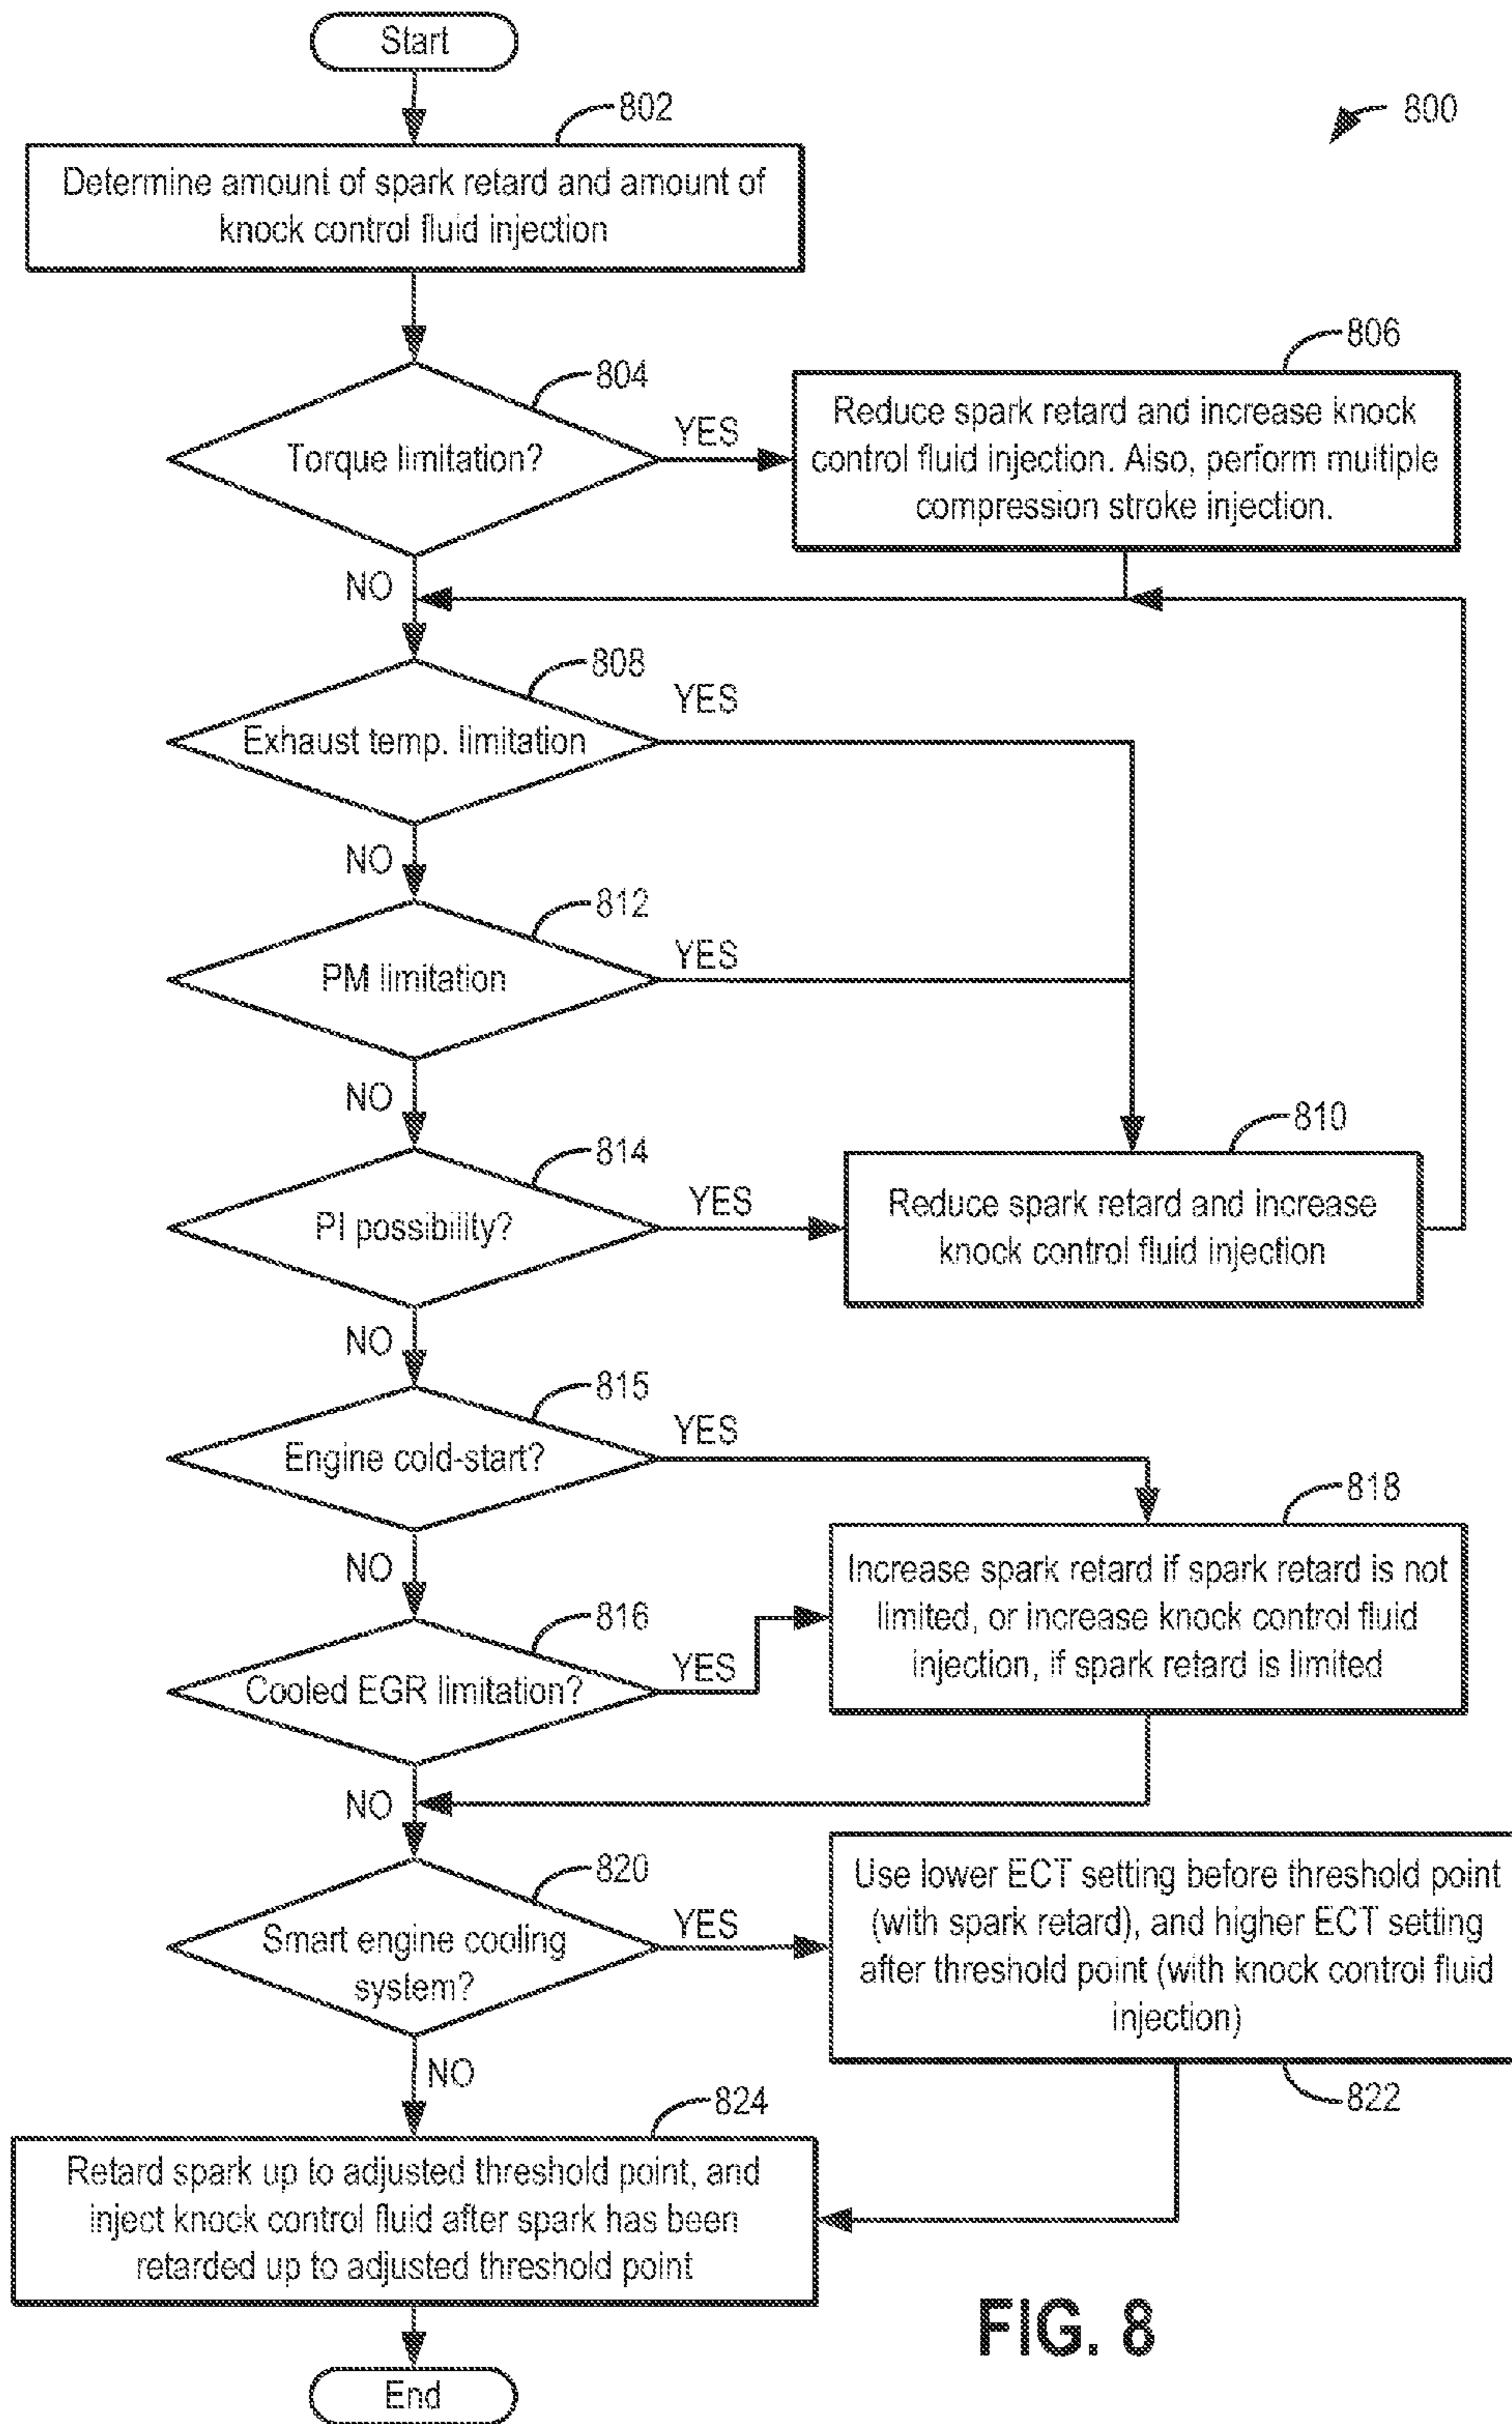 Start
800
802
Determine amount of spark retard and amount of
knock control fluid injection
804
Torque limitation?
YES
806
Reduce spark retard and increase knock
control fluid injection. Also, perform multiple
compression stroke injection.
NO
808
Exhaust temp. limitation
YES
NO
812
PM limitation
YES
NO
814
PI possibility?
YES
810
Reduce spark retard and increase
knock control fluid injection
NO
815
Engine cold-start?
YES
818
Increase spark retard if spark retard is not
limited, or increase knock control fluid
injection, if spark retard is limited
NO
816
Cooled EGR limitation?
YES
NO
820
Smart engine cooling
system?
YES
Use lower ECT setting before threshold point
(with spark retard), and higher ECT setting
after threshold point (with knock control fluid
injection)
822
NO
824
Retard spark up to adjusted threshold point, and
inject knock control fluid after spark has been
retarded up to adjusted threshold point
FIG. 8
End